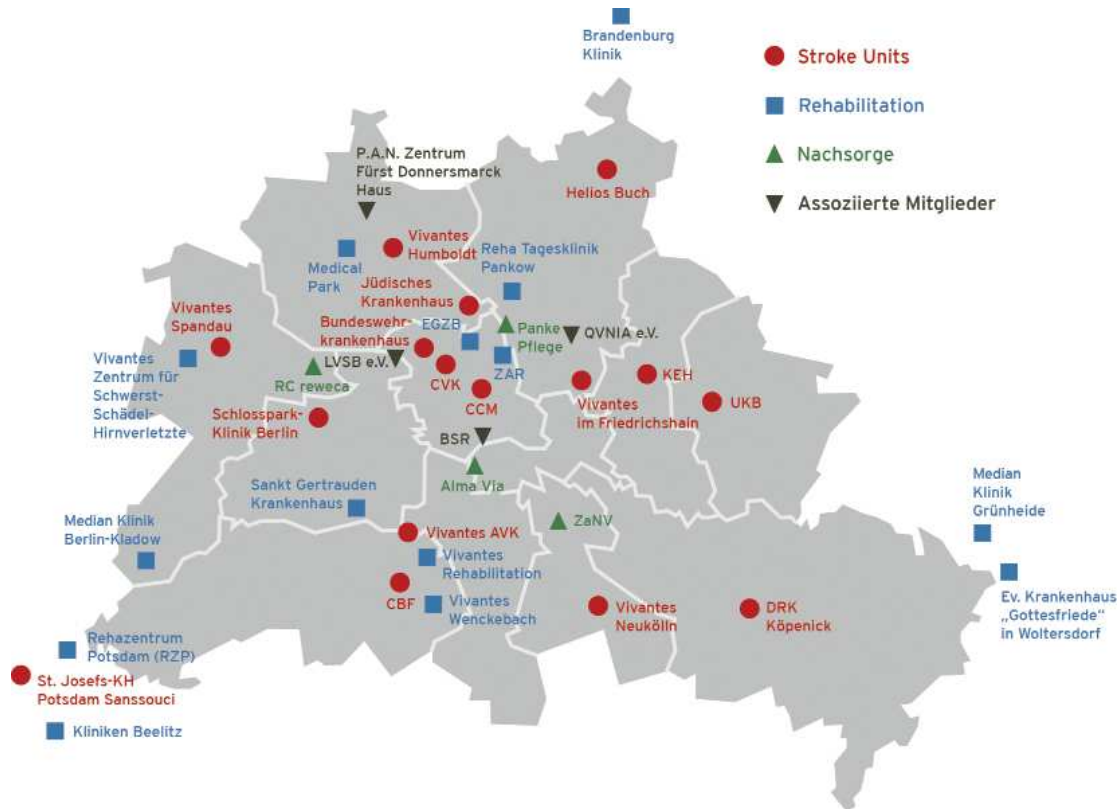 Brandenburg
Klinik
Stroke Units
Rehabilitation
Nachsorge
Assoziierte Mitglieder
P.A.N. Zentrum
Fürst Donnersmarck
Haus
Helios Buch
Vivantes
Humboldt
Medical
Park
Reha Tagesklinik
Pankow
Jüdisches
Krankenhaus
Vivantes
Spandau
Bundeswehr-
krankenhaus
EGZB
Panke
Pflege
QVNIA e.V.
Vivantes
Zentrum für
Schwerst-
Schädel-
Hirnverletzte
LVSB e.V.
RC reweca
CVK
ZAR
KEH
CCM
Vivantes
im Friedrichshain
UKB
Schlosspark-
Klinik Berlin
BSR
Alma Via
Sankt Gertrauden
Krankenhaus
Median
Klinik
Grünheide
Median Klinik
Berlin-Kladow
Vivantes AVK
ZaNV
Vivantes
Rehabilitation
CBF
Vivantes
Wenckebach
Vivantes
Neukölln
DRK
Köpenick
Ev. Krankenhaus
„Gottesfriede“
in Woltersdorf
Rehazentrum
Potsdam (RZP)
St. Josefs-KH
Potsdam Sanssouci
Kliniken Beelitz